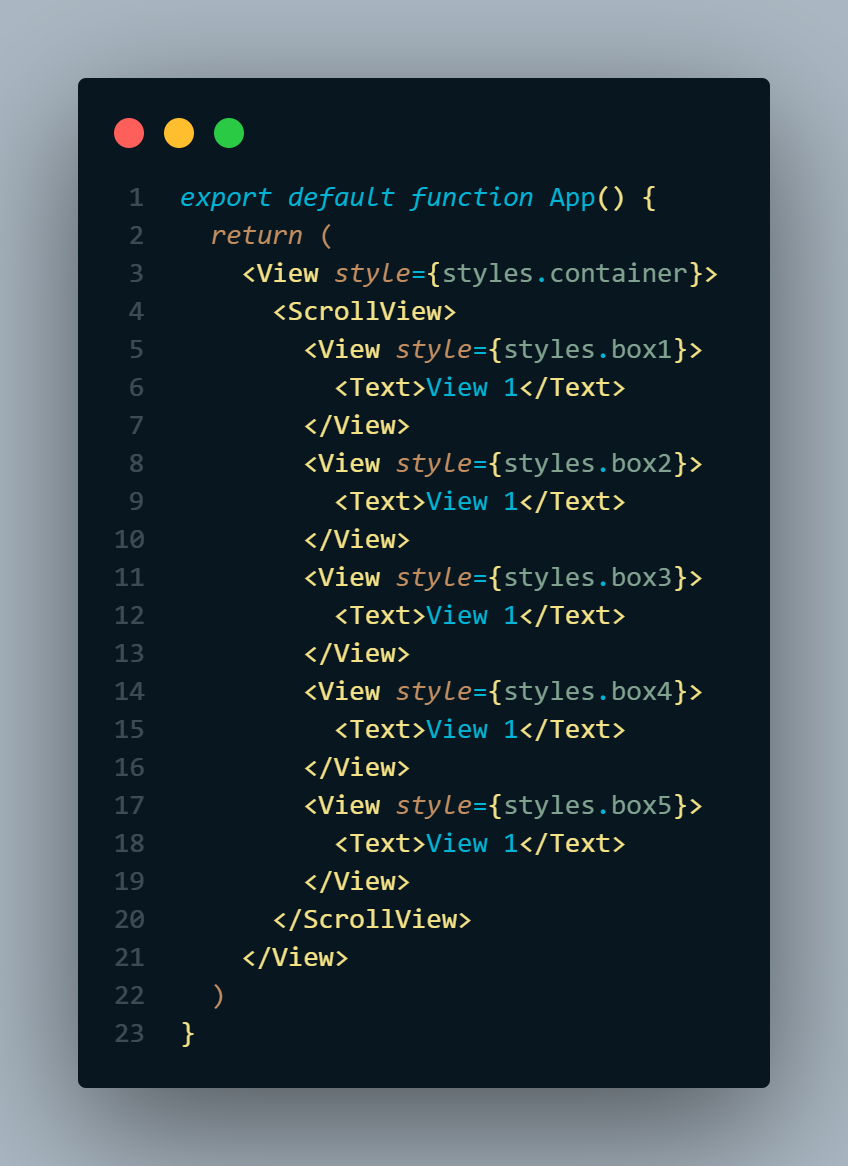 1 export default function App() {
2 return (
3 <View style={styles.container}>
4 <ScrollView>
5 <View style={styles.box1}>
6 <Text>View 1</Text>
7 </View>
8 <View style={styles.box2}>
9 <Text>View 1</Text>
10 </View>
11 <View style={styles.box3}>
12 <Text>View 1</Text>
13 </View>
14 <View style={styles.box4}>
15 <Text>View 1</Text>
16 </View>
17 <View style={styles.box5}>
18 <Text>View 1</Text>
19 </View>
20 </ScrollView>
21 </View>
22 )
23 }